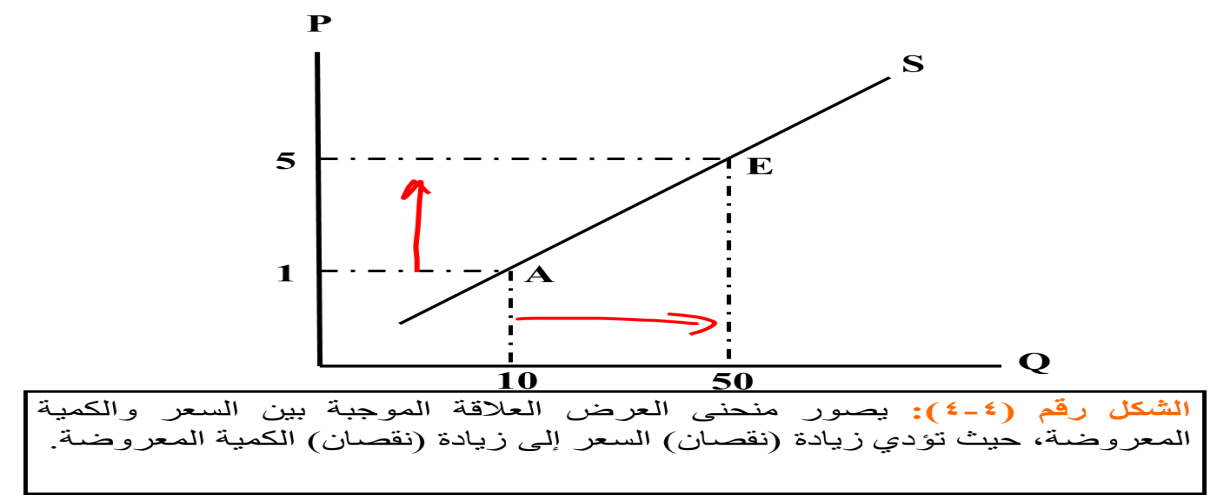 P
S
5
E
1
A
Q
10
50
الشكل رقم (٤-٤): يصور منحنى العرض العلاقة الموجبة بين السعر والكمية
المعروضة، حيث تؤدي زيادة (نقصان) السعر إلى زيادة (نقصان) الكمية المعروضة.